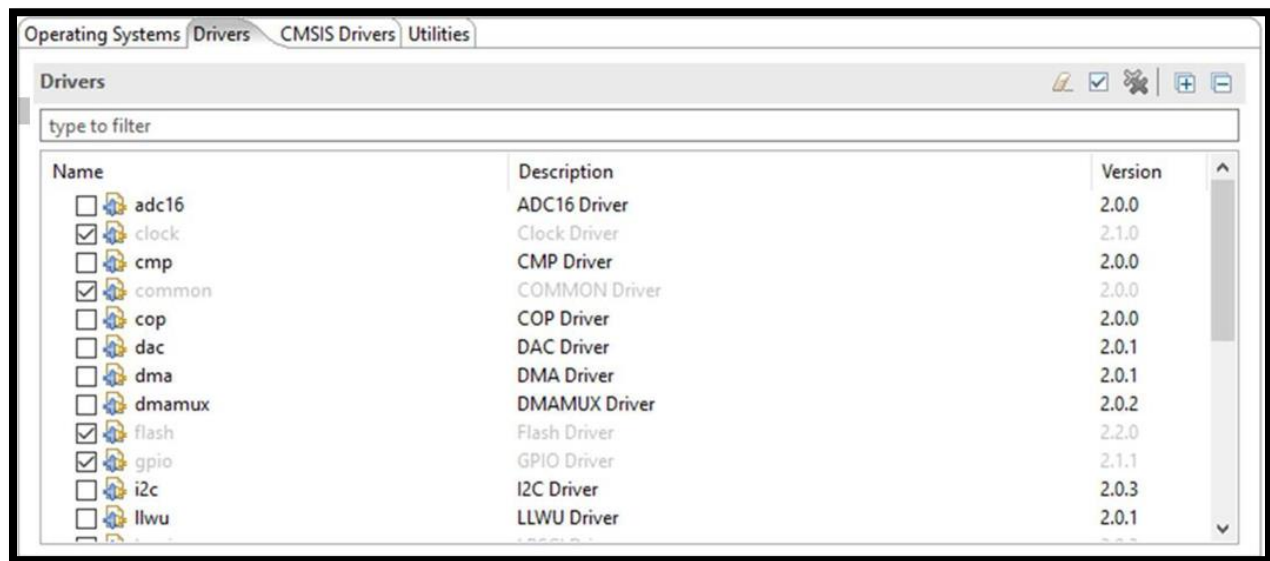 Operating Systems Drivers CMSIS Drivers Utilities
Drivers
type to filter
Name Description Version
adc16 ADC16 Driver 2.0.0
clock Clock Driver 2.1.0
cmp CMP Driver 2.0.0
common COMMON Driver 2.0.0
cop COP Driver 2.0.0
dac DAC Driver 2.0.1
dma DMA Driver 2.0.1
dmamux DMAMUX Driver 2.0.2
flash Flash Driver 2.2.0
gpio GPIO Driver 2.1.1
i2c I2C Driver 2.0.3
llwu LLWU Driver 2.0.1